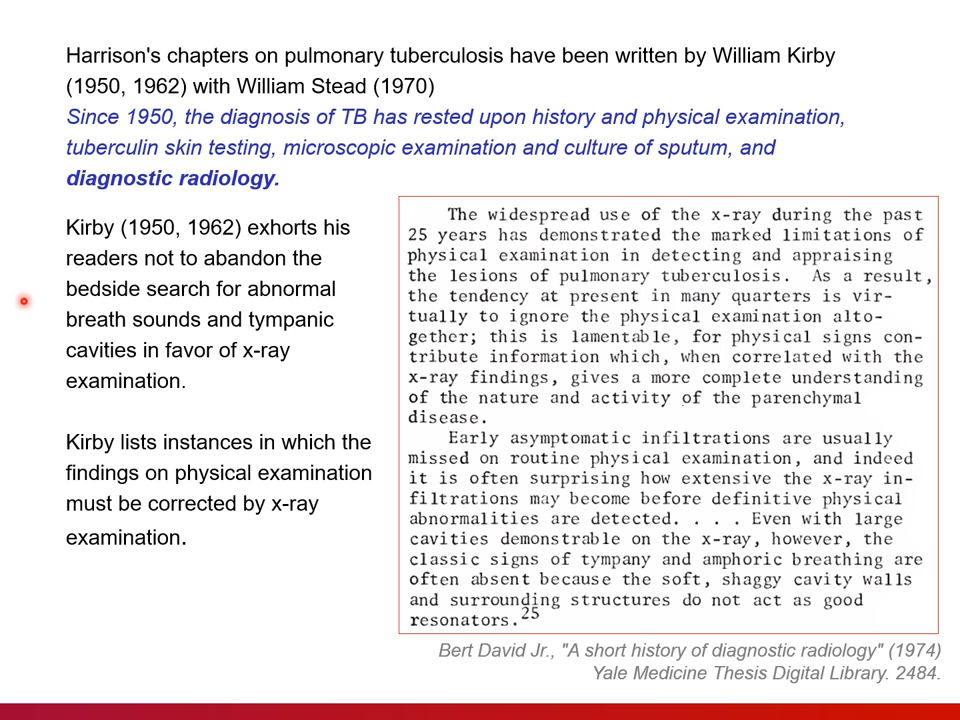 Harrison's chapters on pulmonary tuberculosis have been written by William Kirby
(1950, 1962) with William Stead (1970)
Since 1950, the diagnosis of TB has rested upon history and physical examination,
tuberculin skin testing, microscopic examination and culture of sputum, and
diagnostic radiology.
Kirby (1950, 1962) exhorts his
readers not to abandon the
bedside search for abnormal
breath sounds and tympanic
cavities in favor of x-ray
examination.
Kirby lists instances in which the
findings on physical examination
must be corrected by x-ray
examination.
The widespread use of the x-ray during the past
25 years has demonstrated the marked limitations of
physical examination in detecting and appraising
the lesions of pulmonary tuberculosis. As a result,
the tendency at present in many quarters is vir-
tually to ignore the physical examination alto-
gether; this is lamentable, for physical signs con-
tribute information which, when correlated with the
x-ray findings, gives a more complete understanding
of the nature and activity of the parenchymal
disease.
Early asymptomatic infiltrations are usually
missed on routine physical examination, and indeed
it is often surprising how extensive the x-ray in-
filtrations may become before definitive physical
abnormalities are detected. . . . Even with large
cavities demonstrable on the x-ray, however, the
classic signs of tympany and amphoric breathing are
often absent because the soft, shaggy cavity walls
and surrounding structures do not act as good
resonators.25
Bert David Jr., "A short history of diagnostic radiology" (1974)
Yale Medicine Thesis Digital Library. 2484.